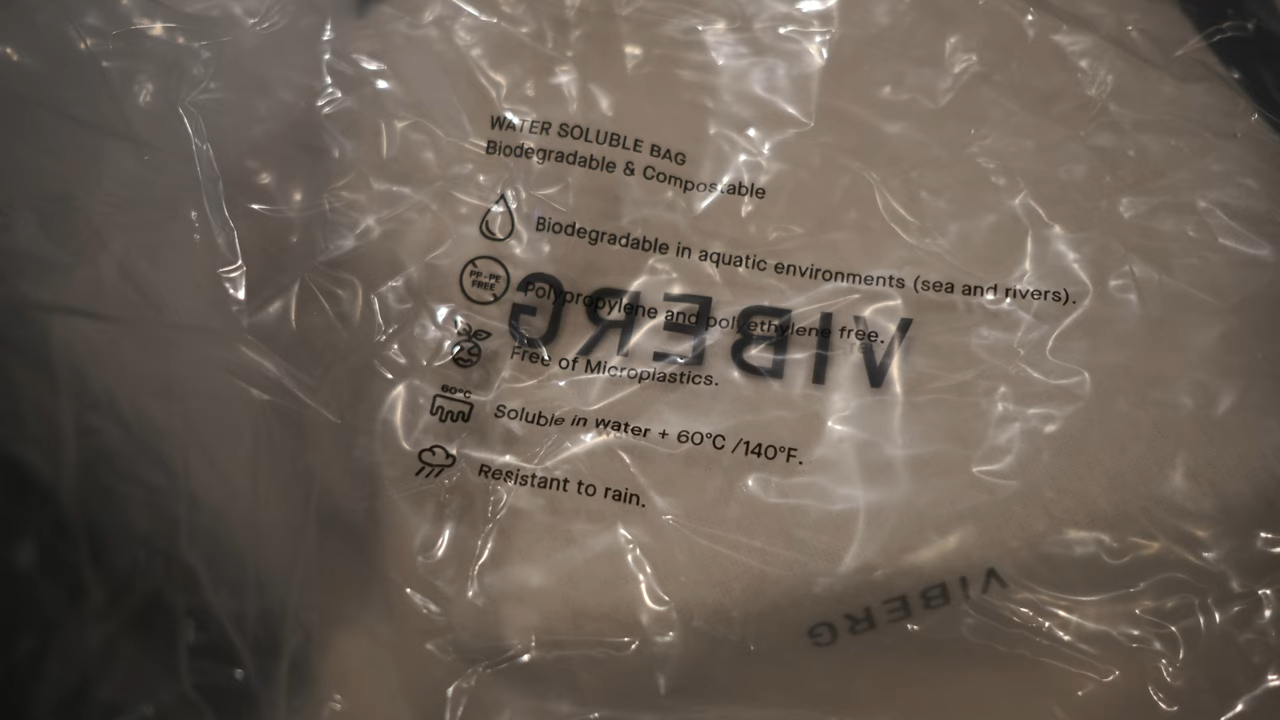 WATER SOLUBLE BAG
Biodegradable & Compostable
Biodegradable in aquatic environments (sea and rivers).
PP-PE
FREE
Polypropylene and polyethylene free.
VIBERG
Free of Microplastics.
60°C
Soluble in water + 60°C /140°F.
Resistant to rain.
VIBERG